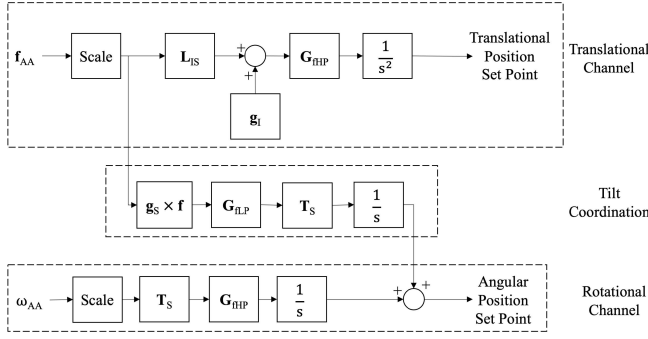 f_AA
Scale
L_IS
+
+
G_fHP
1
s²
Translational
Position
Set Point
Translational
Channel
g_I
g_S × f
G_fLP
T_S
1
s
Tilt
Coordination
ω_AA
Scale
T_S
G_fHP
1
s
+
+
Angular
Position
Set Point
Rotational
Channel